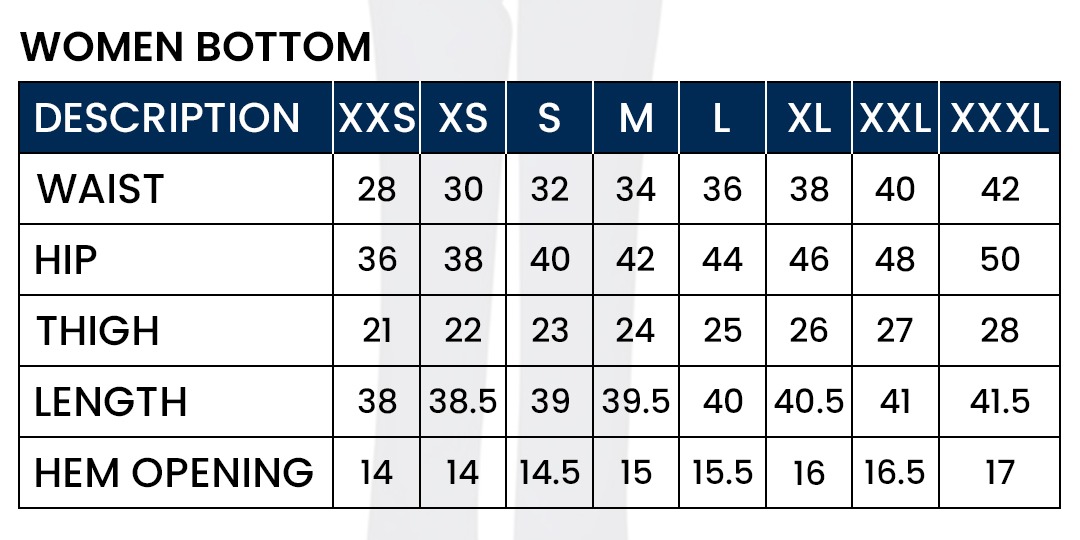 WOMEN BOTTOM
DESCRIPTION XXS XS S M L XL XXL XXXL
WAIST 28 30 32 34 36 38 40 42
HIP 36 38 40 42 44 46 48 50
THIGH 21 22 23 24 25 26 27 28
LENGTH 38 38.5 39 39.5 40 40.5 41 41.5
HEM OPENING 14 14 14.5 15 15.5 16 16.5 17